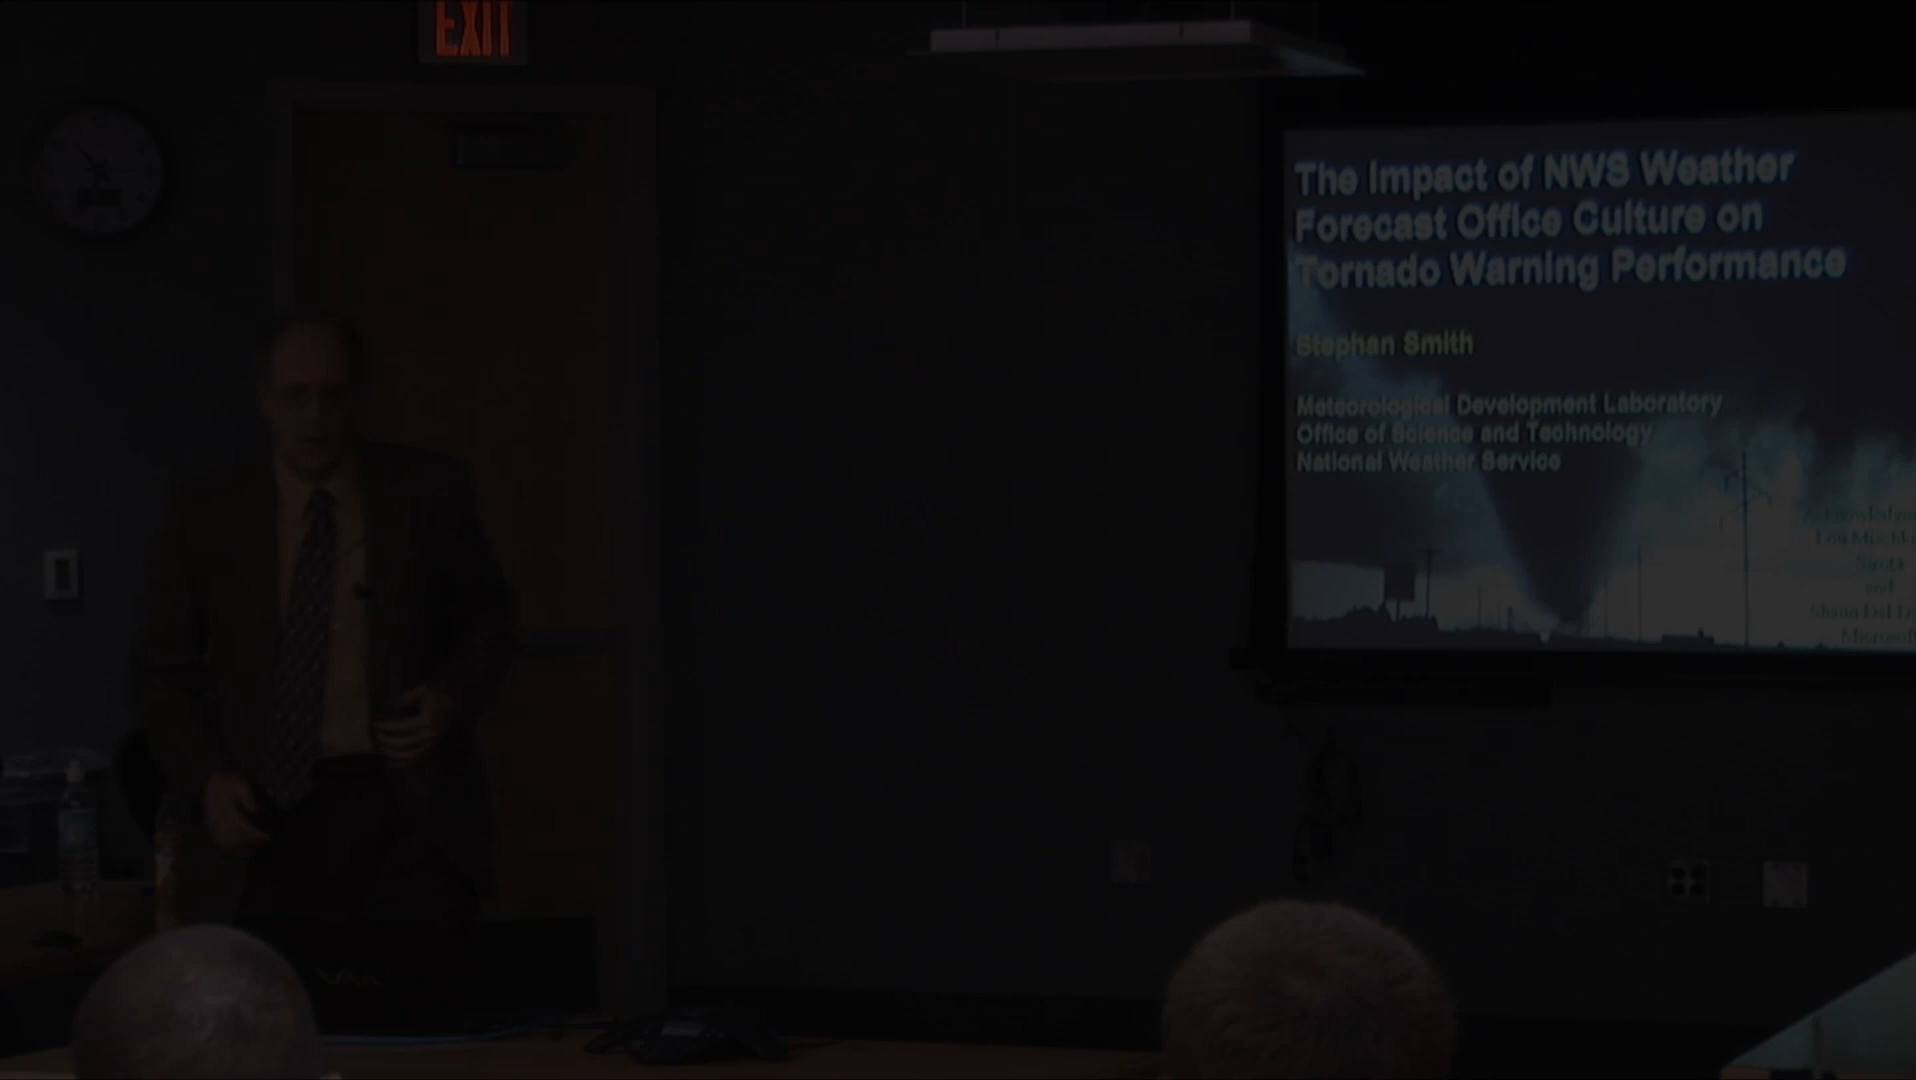 EXIT
The Impact of NWS Weather
Forecast Office Culture on
Tornado Warning Performance
Stephan Smith
Meteorological Development Laboratory
Office of Science and Technology
National Weather Service
and